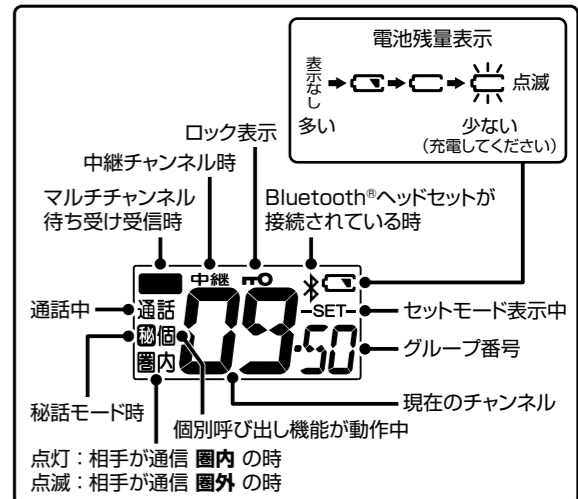 電池残量表示
表示なし
点滅
多い
少ない
(充電してください)
ロック表示
中継チャンネル時
マルチチャンネル
待ち受け受信時
Bluetooth®ヘッドセットが
接続されている時
中継
通話中
通話
09
-SET-
セットモード表示中
秘個
50
グループ番号
圏内
現在のチャンネル
秘話モード時
個別呼び出し機能が動作中
点灯：相手が通信 圏内 の時
点滅：相手が通信 圏外 の時